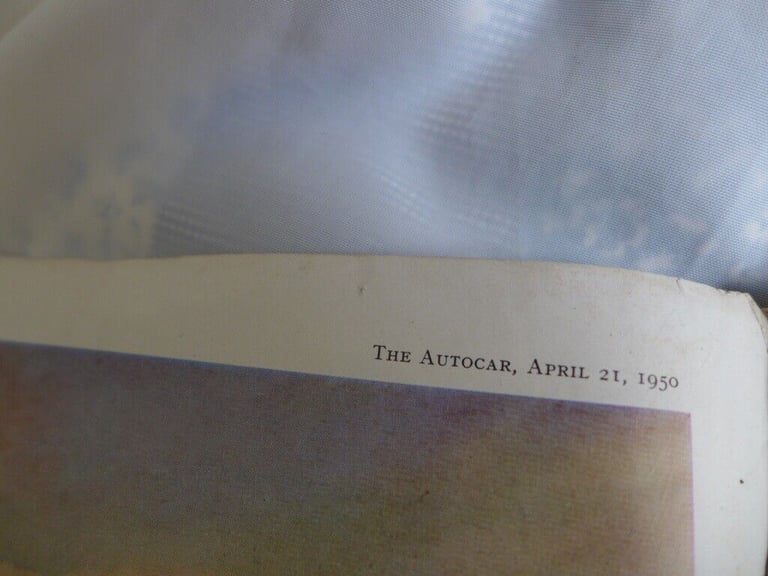 The Autocar, April 21, 1950